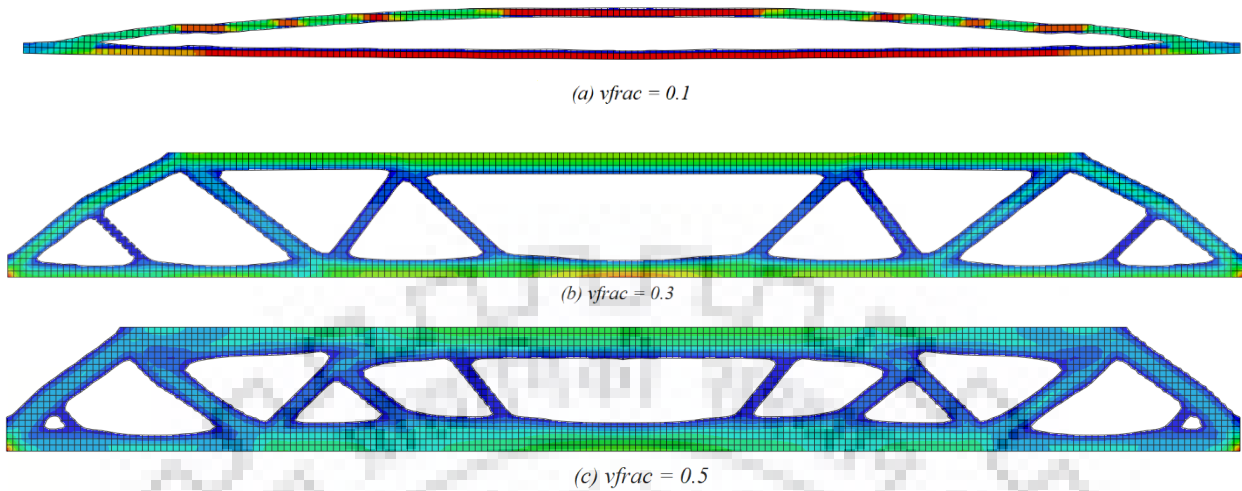 (a) vfrac = 0.1
(b) vfrac = 0.3
(c) vfrac = 0.5